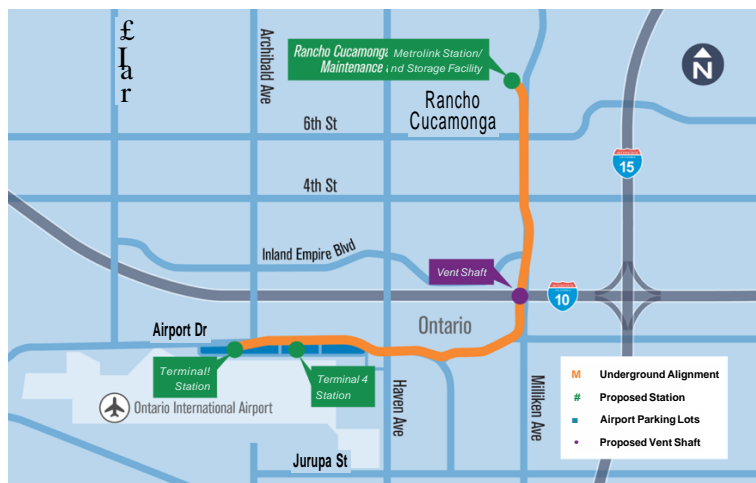 £
I
a
r
Archibald Ave
Rancho Cucamonga Metrolink Station/
Maintenance nd Storage Facility
N
Rancho
Cucamonga
6th St
15
4th St
Inland Empire Blvd
Vent Shaft
10
Airport Dr
Ontario
Terminal!
Station
Terminal 4
Station
Ontario International Airport
Haven Ave
Milliken Ave
Jurupa St
M Underground Alignment
# Proposed Station
Airport Parking Lots
Proposed Vent Shaft